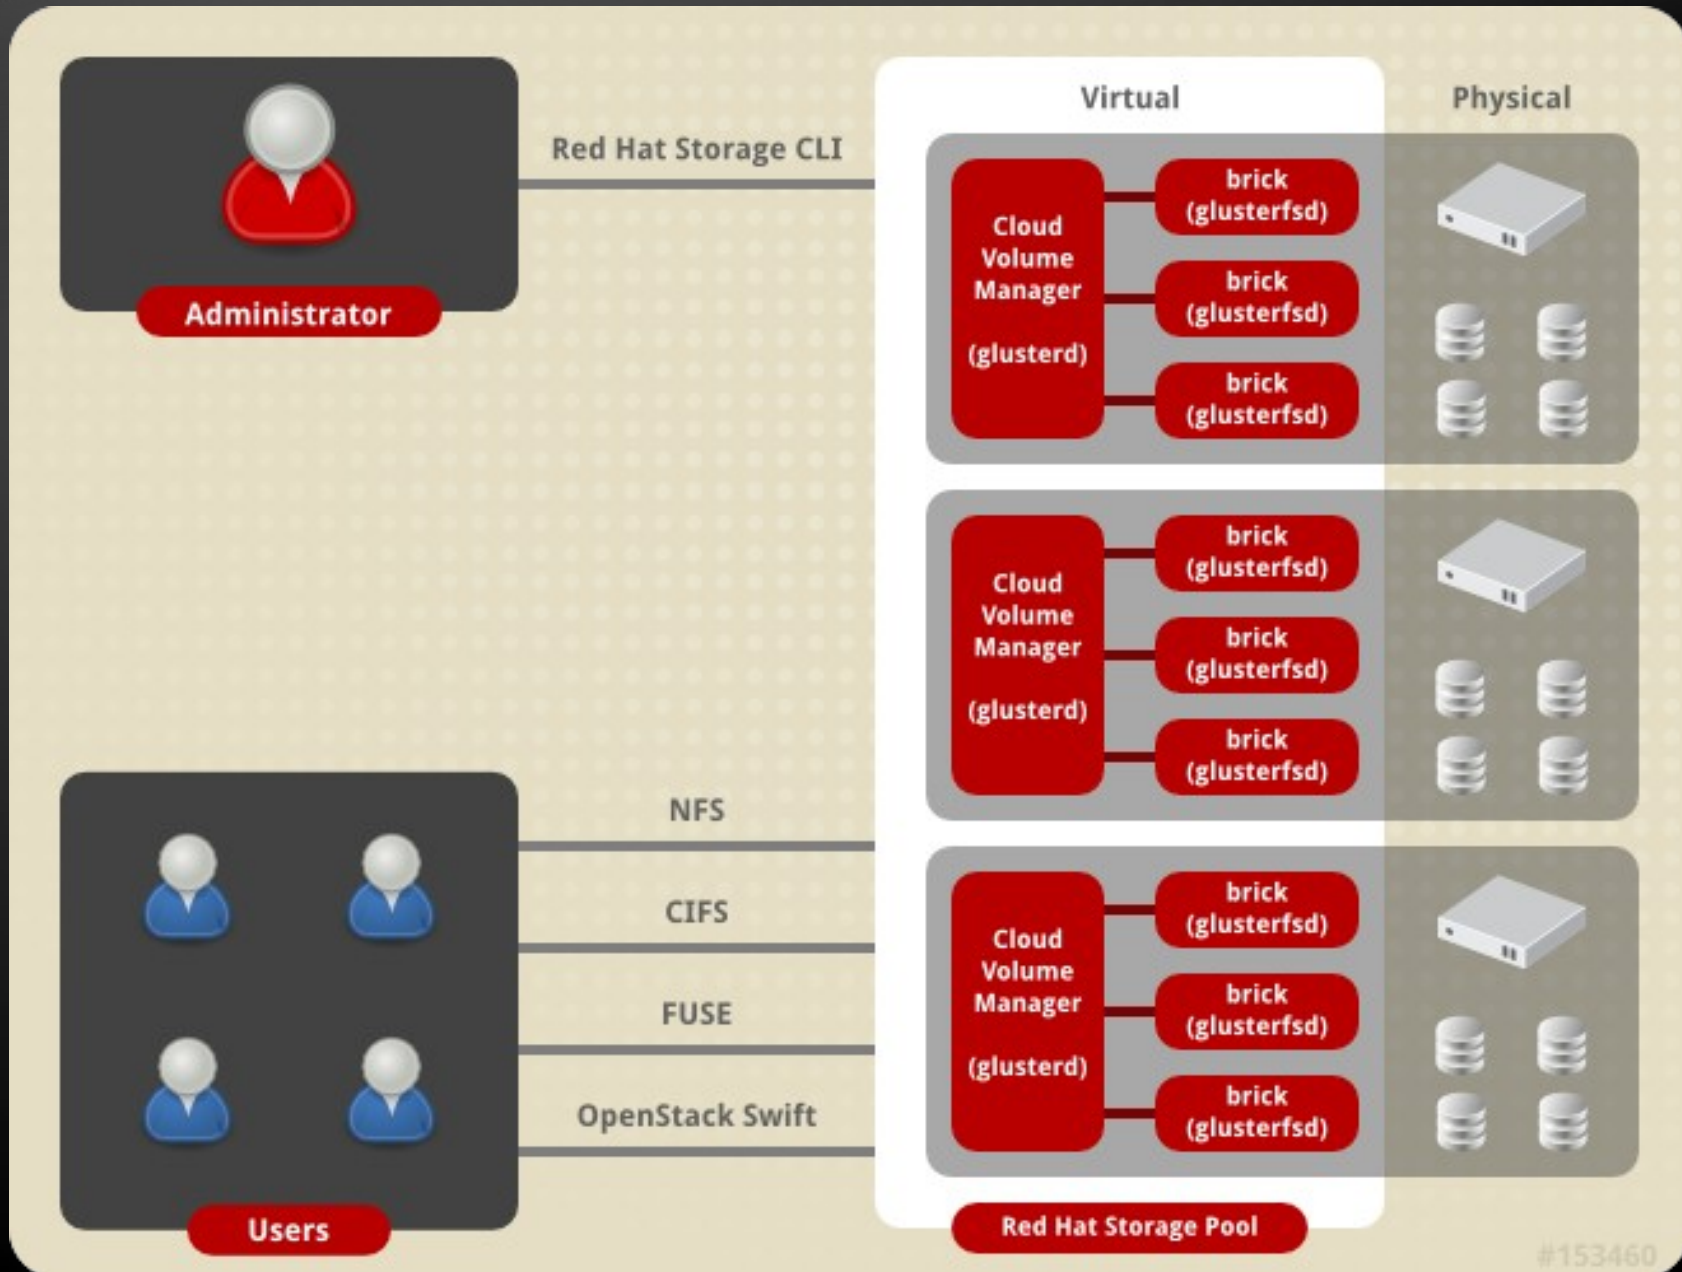 Administrator
Red Hat Storage CLI
Virtual
Physical
Cloud
Volume
Manager
(glusterd)
brick
(glusterfsd)
brick
(glusterfsd)
brick
(glusterfsd)
Cloud
Volume
Manager
(glusterd)
brick
(glusterfsd)
brick
(glusterfsd)
brick
(glusterfsd)
Cloud
Volume
Manager
(glusterd)
brick
(glusterfsd)
brick
(glusterfsd)
brick
(glusterfsd)
NFS
CIFS
FUSE
OpenStack Swift
Users
Red Hat Storage Pool
#153460